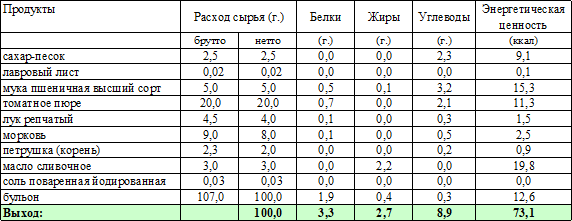 Продукты Расход сырья (г.) Белки Жиры Углеводы Энергетическая ценность
брутто нетто (г.) (г.) (г.) (ккал)
сахар-песок 2,5 2,5 0,0 0,0 2,3 9,1
лавровый лист 0,02 0,02 0,0 0,0 0,0 0,1
мука пшеничная высший сорт 5,0 5,0 0,5 0,1 3,2 15,3
томатное пюре 20,0 20,0 0,7 0,0 2,1 11,3
лук репчатый 4,5 4,0 0,1 0,0 0,3 1,5
морковь 9,0 8,0 0,1 0,0 0,5 2,5
петрушка (корень) 2,3 2,0 0,0 0,0 0,2 0,9
масло сливочное 3,0 3,0 0,0 2,2 0,0 19,8
соль поваренная йодированная 0,03 0,03 0,0 0,0 0,0 0,0
бульон 107,0 100,0 1,9 0,4 0,3 12,6
Выход: 100,0 3,3 2,7 8,9 73,1